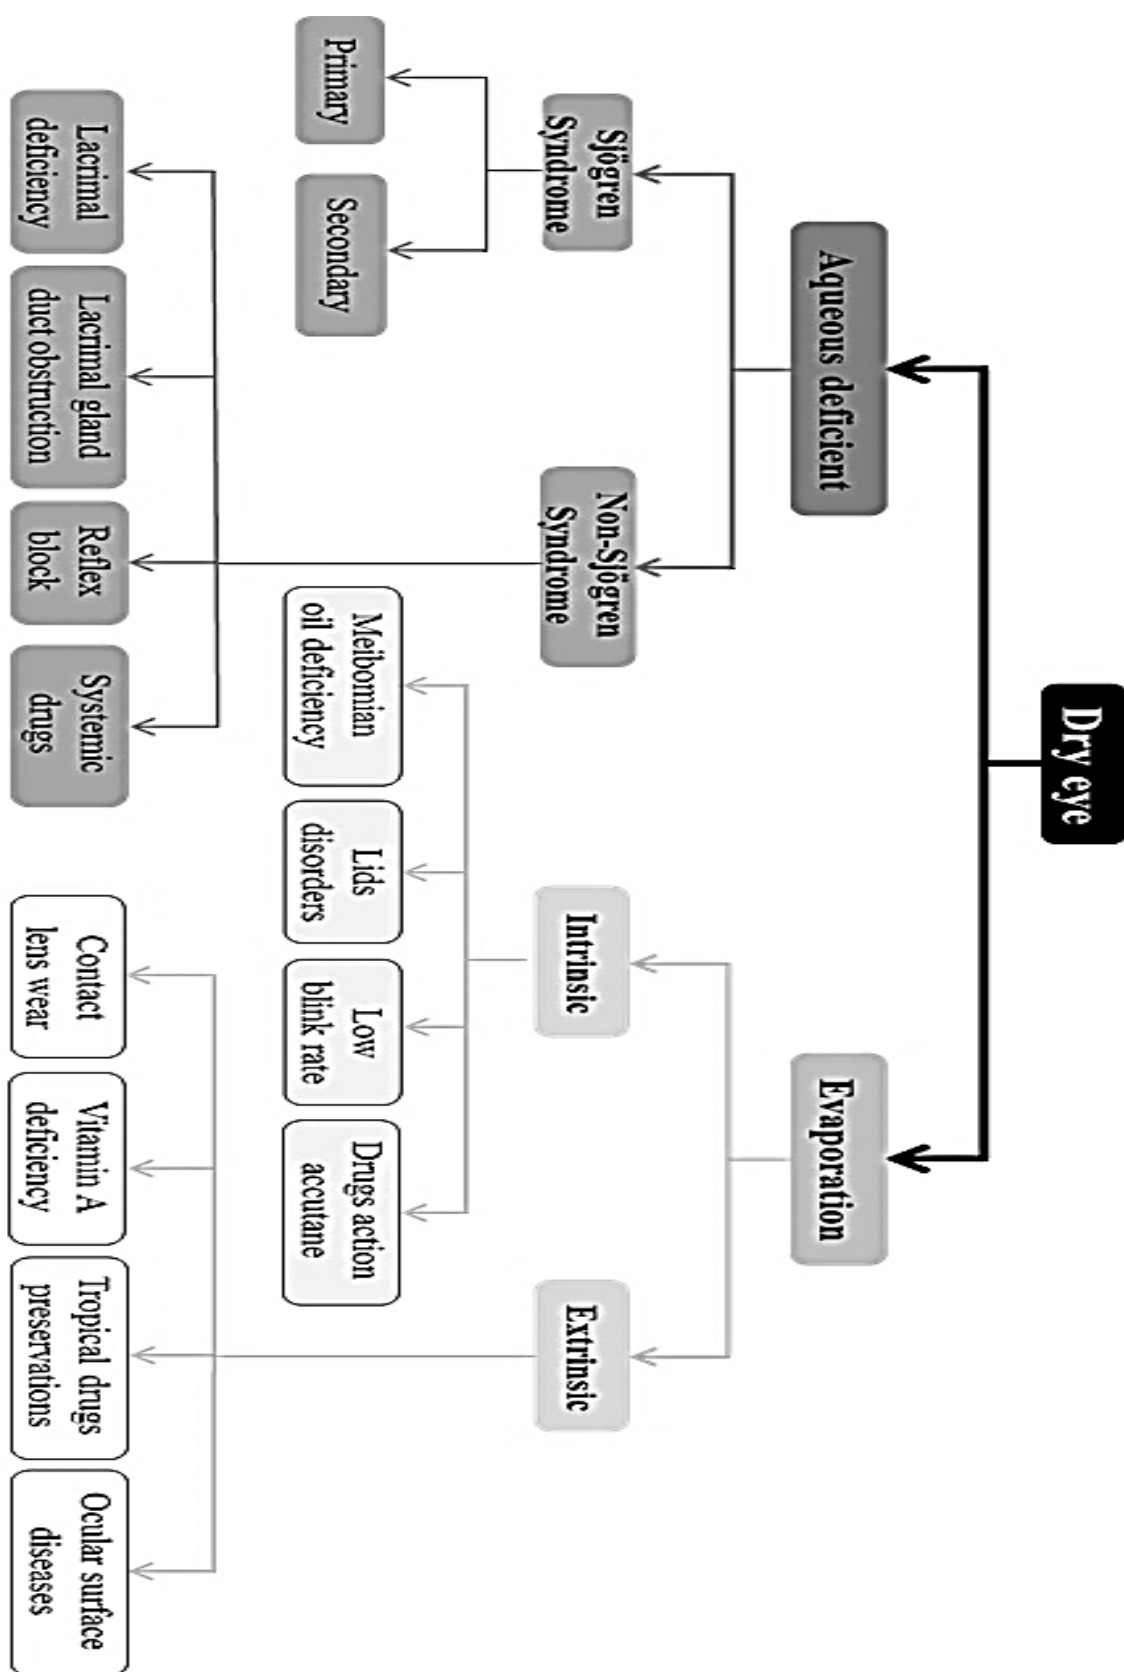 Dry eye
Aqueous deficient
Evaporation
Sjögren
Syndrome
Non-Sjögren
Syndrome
Intrinsic
Extrinsic
Primary
Secondary
Meibomian
oil deficiency
Lids
disorders
Low
blink rate
Drugs action
accutane
Lacrimal
deficiency
Lacrimal gland
duct obstruction
Reflex
block
Systemic
drugs
Contact
lens wear
Vitamin A
deficiency
Tropical drugs
preservations
Ocular surface
diseases